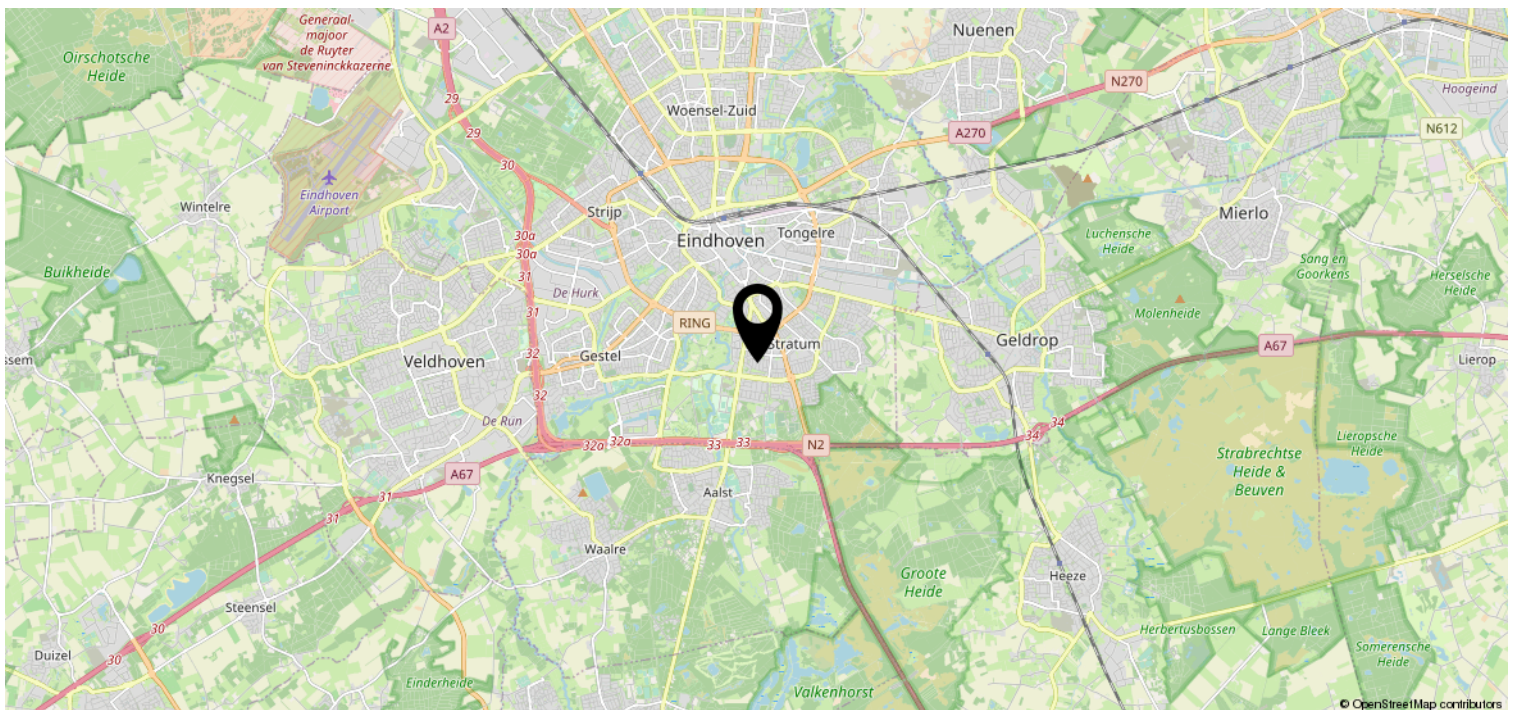 Generaal-
majoor
de Ruyter
van Steveninckkazerne
A2
Nuenen
Oirschotsche
Heide
N270
Hoogeind
29
Woensel-Zuid
29
A270
N612
30
Eindhoven
Airport
Wintelre
Strijp
Mierlo
30a
Eindhoven
Tongelre
Luchensche
Heide
30a
Buikheide
31
Sang en
Goorkens
Herselsche
Heide
De Hurk
31
RING
Molenheide
Stratum
Geldrop
A67
32
Gestel
Veldhoven
ssem
Lierop
32
De Run
34
34
32a
32a
33
33
N2
Lieropsche
Heide
Strabrechtse
Heide &
Beuven
A67
Knegsel
31
31
Aalst
Waalre
Groote
Heide
Heeze
Steensel
30
Herbertusbossen
Lange Bleek
Duizel
30
Somerensche
Heide
Einderheide
Valkenhorst
© OpenStreetMap contributors